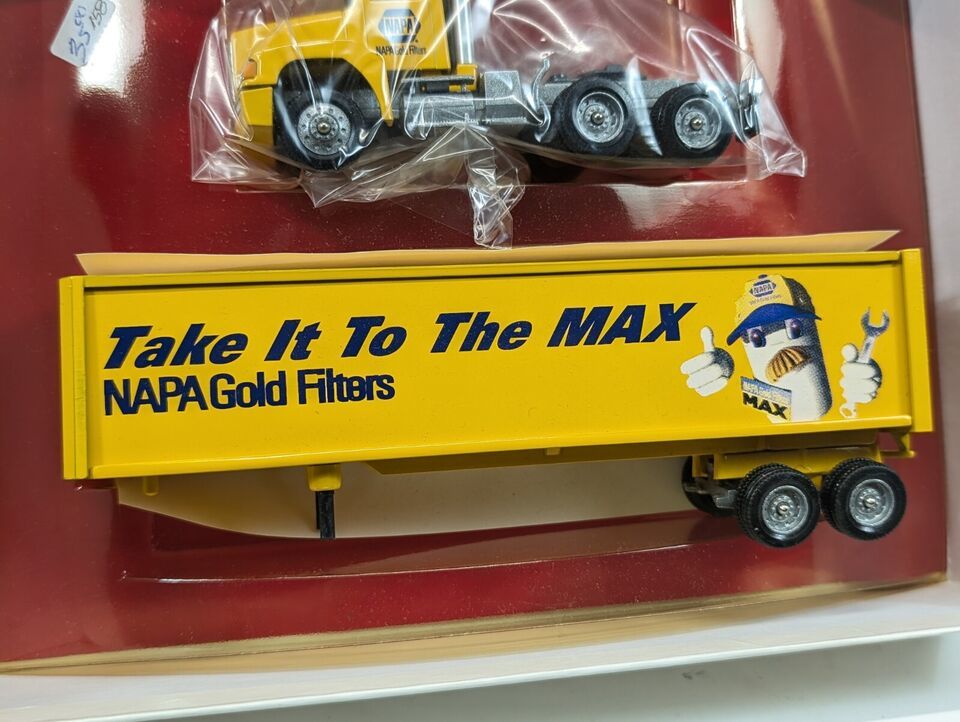 NAPA
NAPA Gold Filters
Take It To The MAX
NAPA Gold Filters
NAPA
MAX